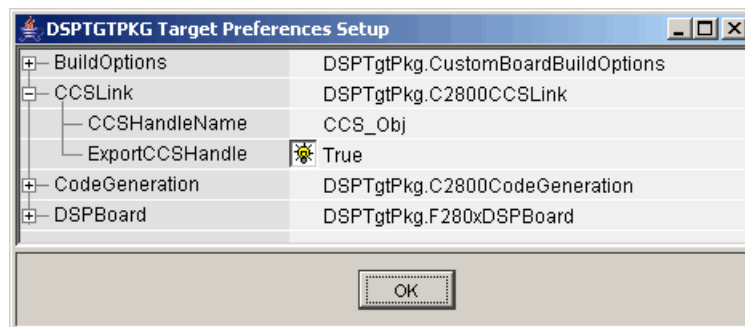 DSPTGTPKG Target Preferences Setup
BuildOptions DSPTgtPkg.CustomBoardBuildOptions
CCSLink DSPTgtPkg.C2800CCSLink
CCSHandleName CCS_Obj
ExportCCSHandle True
CodeGeneration DSPTgtPkg.C2800CodeGeneration
DSPBoard DSPTgtPkg.F280xDSPBoard
OK